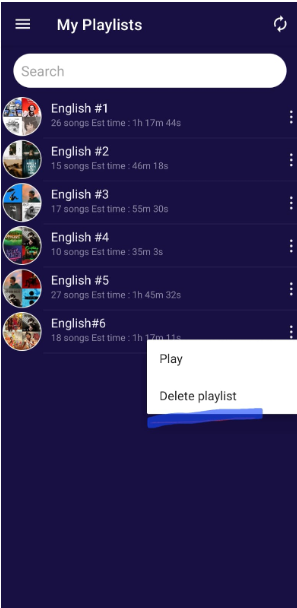 My Playlists
Search
English #1
26 songs Est time : 1h 17m 44s
English #2
15 songs Est time : 46m 18s
English #3
17 songs Est time : 55m 30s
English #4
10 songs Est time : 35m 3s
English #5
27 songs Est time : 1h 45m 32s
English#6
18 songs Est time : 1h 17m 11s
Play
Delete playlist